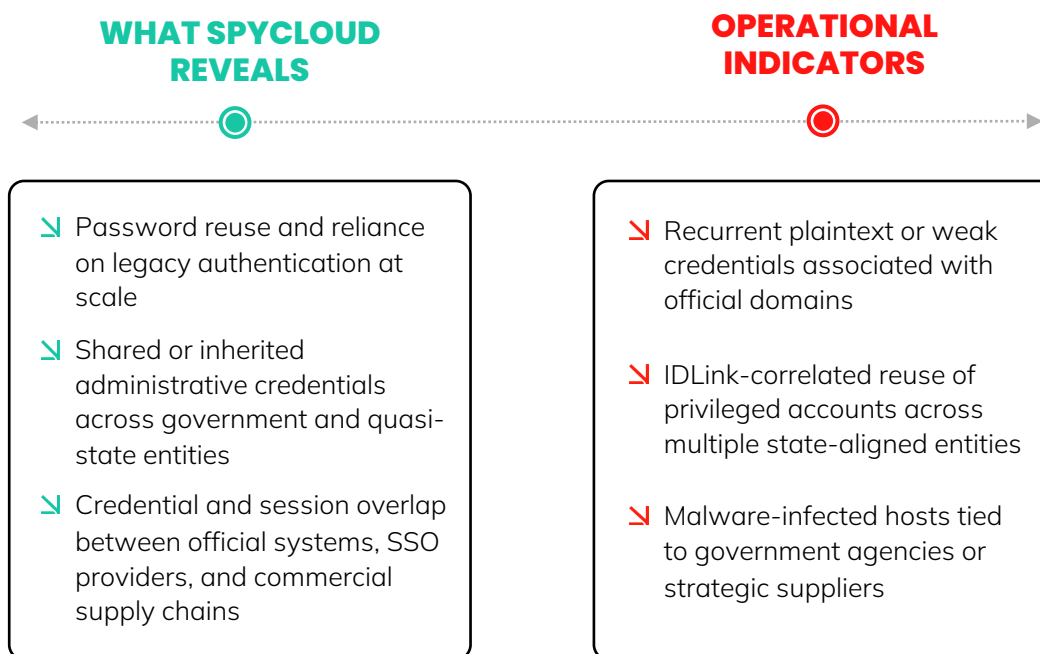 WHAT SPYCLOUD
REVEALS
Password reuse and reliance
on legacy authentication at
scale
Shared or inherited
administrative credentials
across government and quasi-
state entities
Credential and session overlap
between official systems, SSO
providers, and commercial
supply chains
OPERATIONAL
INDICATORS
Recurrent plaintext or weak
credentials associated with
official domains
IDLink-correlated reuse of
privileged accounts across
multiple state-aligned entities
Malware-infected hosts tied
to government agencies or
strategic suppliers